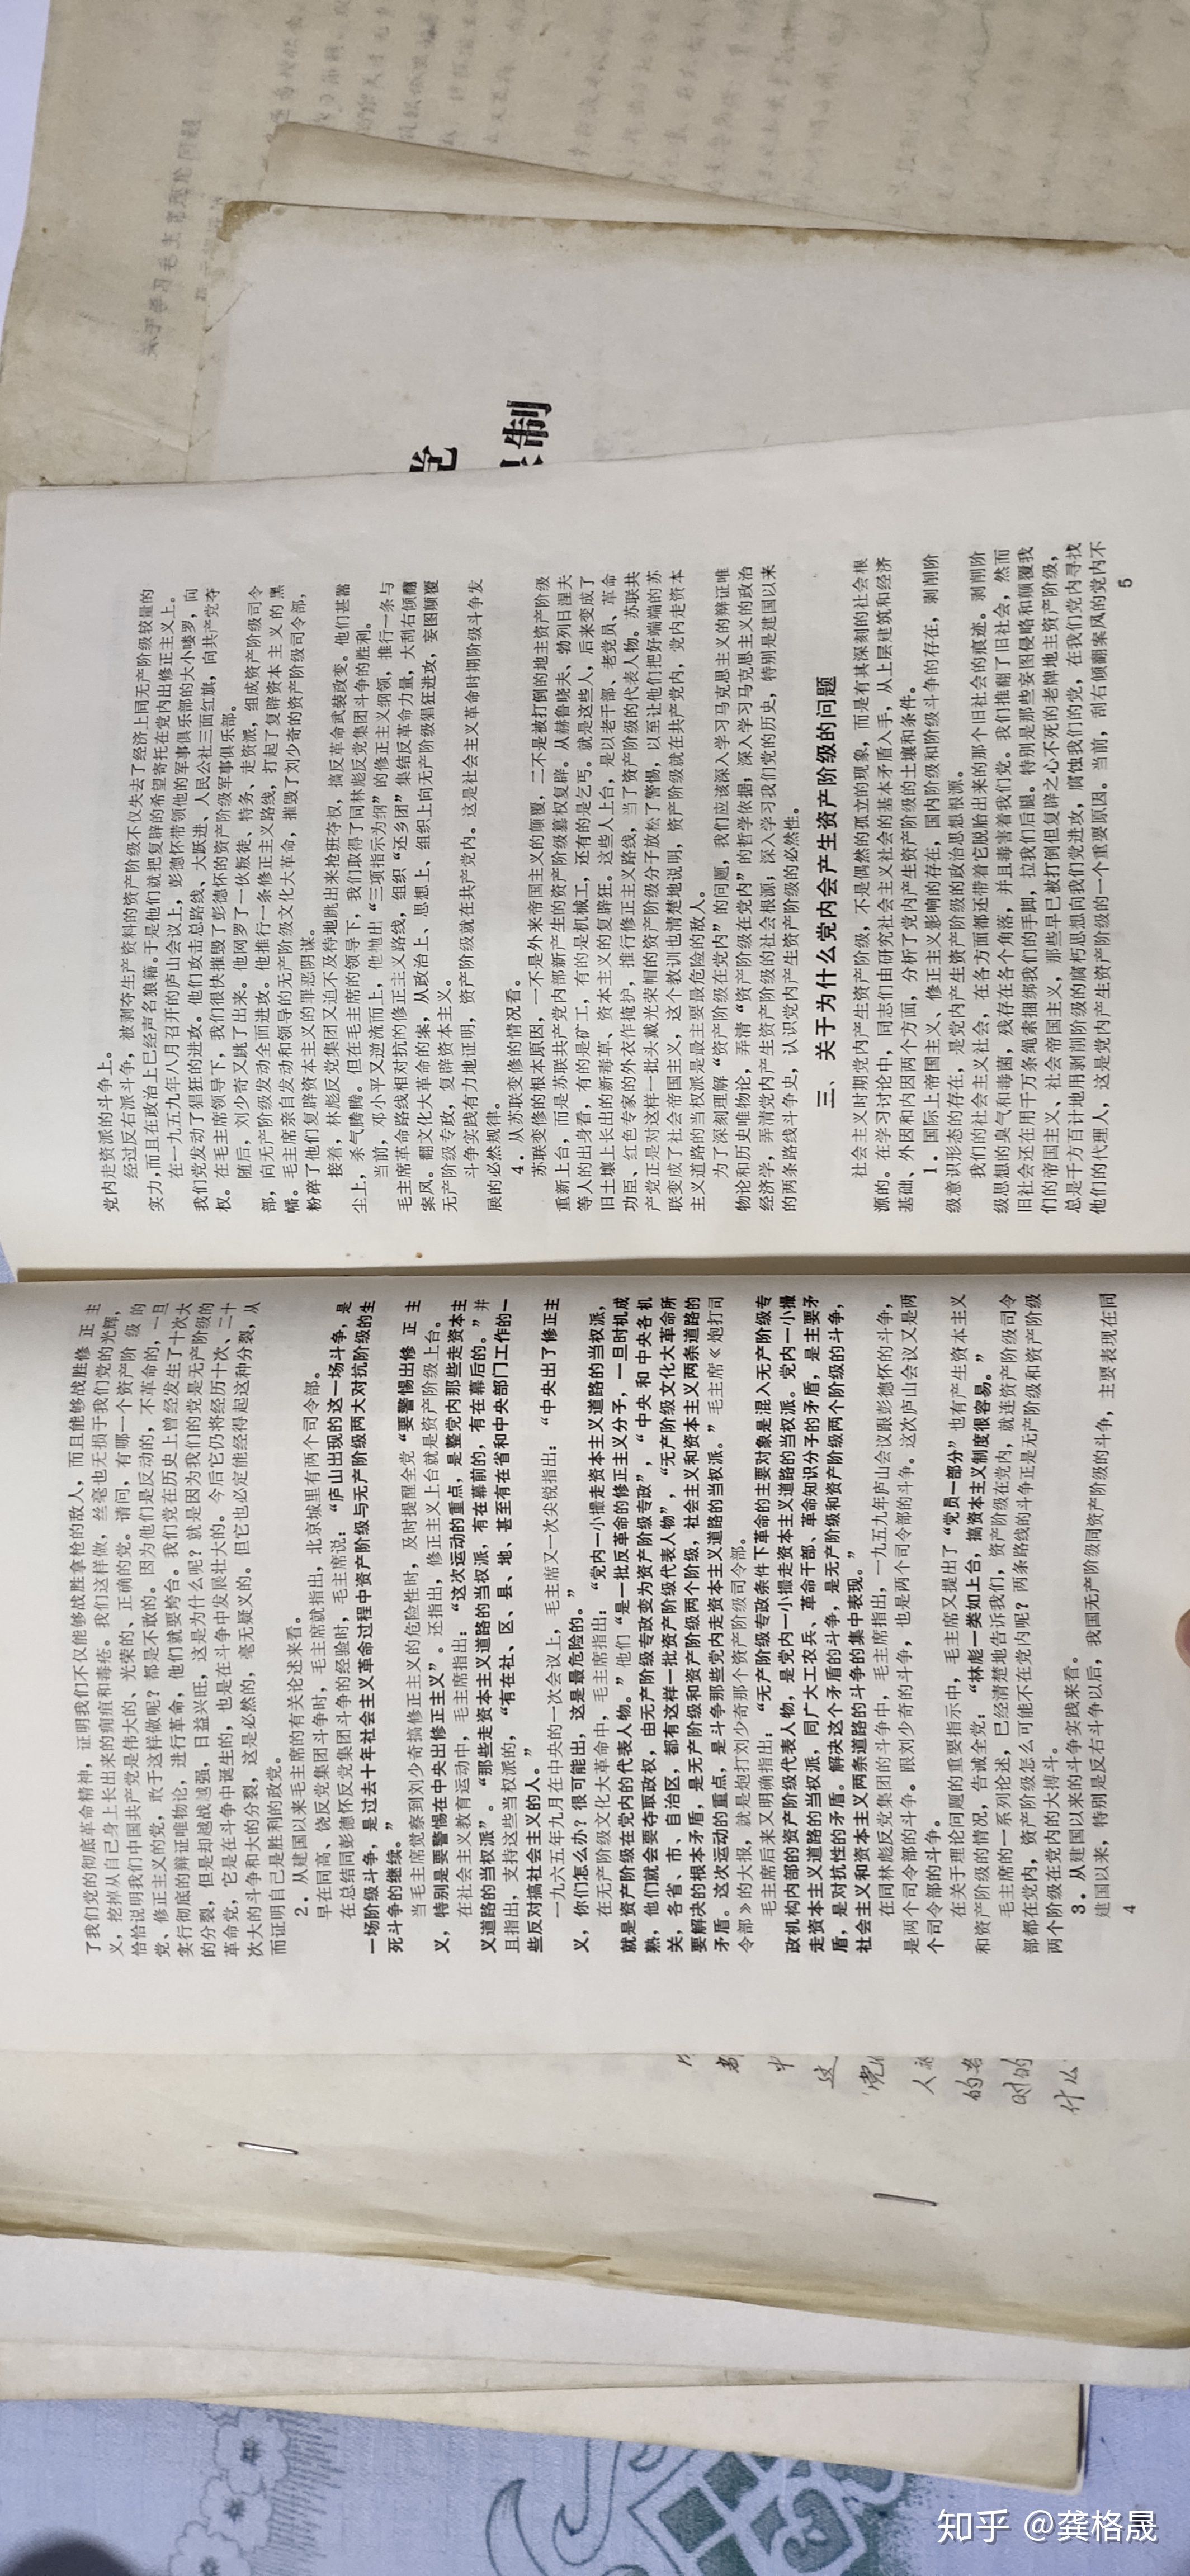 了我们党的彻底革命精神，证明我们不仅能够战胜拿枪的敌人，而且能够战胜修正主
义，挖掉从自己身上长出来的痈疽和毒疮。我们这样做，丝毫也无损于我们党的光辉，
恰恰说明我们中国共产党是伟大的、光荣的、正确的党。请问，有哪一个资产阶级的
党、修正主义的党，敢于这样做呢？都是不敢的。因为他们是反动的，不革命的，一旦
实行彻底的辩证唯物论，进行革命，他们就要垮台。我们党在历史上曾经发生了十次大
的分裂，但是却越战越强，日益兴旺，这是为什么呢？就是因为我们的党是无产阶级的
革命党，它是在斗争中诞生的，也是在斗争中发展壮大的。今后它仍将经历十次、二十
次大的斗争和大的分裂，这是必然的，毫无疑义的。但它也必定能经得起这种分裂，从
而证明自己是胜利的政党。
2．从建国以来毛主席的有关论述来看。
早在同高、饶反党集团斗争时，毛主席就指出，北京城里有两个司令部。
在总结同彭德怀反党集团斗争的经验时，毛主席说：“庐山出现的这一场斗争，是
一场阶级斗争，是过去十年社会主义革命过程中资产阶级与无产阶级两大对抗阶级的生
死斗争的继续。”
当毛主席觉察到刘少奇搞修正主义的危险性时，及时提醒全党“要警惕出修正主
义，特别是要警惕在中央出修正主义”。还指出，修正主义上台就是资产阶级上台。
在社会主义教育运动中，毛主席指出：“这次运动的重点，是整党内那些走资本主
义道路的当权派”。“那些走资本主义道路的当权派，有在幕前的，有在幕后的。”并
且指出，支持这些当权派的，“有在社、区、县、地、甚至有在省和中央部门工作的一
些反对搞社会主义的人。”
一九六五年九月在中央的一次会议上，毛主席又一次尖锐指出：“中央出了修正主
义，你们怎么办？很可能出，这是最危险的。”
在无产阶级文化大革命中，毛主席指出：“党内一小撮走资本主义道路的当权派，
就是资产阶级在党内的代表人物。”他们“是一批反革命的修正主义分子，一旦时机成
熟，他们就会要夺取政权，由无产阶级专政变为资产阶级专政”，“中央和中央各机
关，各省、市、自治区，都有这样一批资产阶级代表人物”，“无产阶级文化大革命所
要解决的根本矛盾，是无产阶级和资产阶级两个阶级，社会主义和资本主义两条道路的
矛盾。这次运动的重点，是斗争那些党内走资本主义道路的当权派。”毛主席《炮打司
令部》的大报，就是炮打刘少奇那个资产阶级司令部。
毛主席后来又明确指出：“无产阶级专政条件下革命的主要对象是混入无产阶级专
政机构内部的资产阶级代表人物，是党内一小撮走资本主义道路的当权派。党内一小撮
走资本主义道路的当权派，同广大工农兵、革命干部、革命知识分子的矛盾，是主要矛
盾，是对抗性的矛盾。解决这个矛盾的斗争，是无产阶级和资产阶级两个阶级的斗争，
社会主义和资本主义两条道路的斗争的集中表现。”
在同林彪反党集团的斗争中，毛主席指出，一九五九年庐山会议跟彭德怀的斗争，
是两个司令部的斗争。跟刘少奇的斗争，也是两个司令部的斗争。这次庐山会议又是两
个司令部的斗争。
在关于理论问题的重要指示中，毛主席又提出了“党员一部分”也有产生资本主义
和资产阶级的情况，告诫全党：“林彪一类如上台，搞资本主义制度很容易。”
毛主席的一系列论述，已经清楚地告诉我们，资产阶级在党内，就连资产阶级司令
部都在党内，资产阶级怎么可能不在党内呢？两条路线的斗争正是无产阶级和资产阶级
两个阶级在党内的大搏斗。
3．从建国以来的斗争实践来看。
建国以来，特别是反右斗争以后，我国无产阶级同资产阶级的斗争，主要表现在同
4
党内走资派的斗争上。
经过反右派斗争，被剥夺生产资料的资产阶级不仅失去了经济上同无产阶级较量的
实力，而且在政治上已经声名狼籍。于是他们就把复辟的希望寄托在党内出修正主义上。
在一九五九年八月召开的庐山会议上，彭德怀带领他的军事俱乐部的大小喽罗，向
我们党发动了猖狂的进攻。他们攻击总路线、大跃进、人民公社三面红旗，向共产党夺
权。在毛主席领导下，我们很快摧毁了彭德怀的资产阶级军事俱乐部。
随后，刘少奇又跳了出来。他网罗了一伙叛徒、特务、走资派，组成资产阶级司令
部，向无产阶级发动全面进攻。他推行一条修正主义路线，打起了复辟资本主义的黑
幡。毛主席亲自发动和领导的无产阶级文化大革命，摧毁了刘少奇的资产阶级司令部，
粉碎了他们复辟资本主义的罪恶阴谋。
接着，林彪反党集团又迫不及待地跳出来抢班夺权，搞反革命武装政变。他们甚嚣
尘上，杀气腾腾。但在毛主席的领导下，我们取得了同林彪反党集团斗争的胜利。
当前，邓小平又逆流而上，他抛出“三项指示为纲”的修正主义纲领，推行一条与
毛主席革命路线相对抗的修正主义路线，组织“还乡团”集结反革命力量，大刮右倾翻
案风。翻文化大革命的案，从政治上、思想上、组织上向无产阶级猖狂进攻，妄图颠覆
无产阶级专政，复辟资本主义。
斗争实践有力地证明，资产阶级就在共产党内。这是社会主义革命时期阶级斗争发
展的必然规律。
4．从苏联变修的情况看。
苏联变修的根本原因，一不是外来帝国主义的颠覆，二不是被打倒的地主资产阶级
重新上台，而是苏联共产党内部新产生的资产阶级篡权复辟。从赫鲁晓夫、勃列日涅夫
等人的出身看，有的是矿工，有的是机械工，还有的是乞丐。就是这些人，后来变成了
旧土壤上长出的新毒草、资本主义的复辟狂。这些人上台，是以老干部、老党员、革命
功臣、红色专家的外衣作掩护，推行修正主义路线，当了资产阶级的代表人物。苏联共
产党正是对这样一批头戴光荣帽的资产阶级分子放松了警惕，以至让他们把好端端的苏
联变成了社会帝国主义，这个教训也清楚地说明，资产阶级就在共产党内，党内走资本
主义道路的当权派是最主要最危险的敌人。
为了深刻理解“资产阶级在党内”的问题，我们应该深入学习马克思主义的辩证唯
物论和历史唯物论，弄清“资产阶级在党内”的哲学依据；深入学习马克思主义的政治
经济学，弄清党内产生资产阶级的社会根源；深入学习我们党的历史，特别是建国以来
的两条路线斗争史，认识党内产生资产阶级的必然性。
三、关于为什么党内会产生资产阶级的问题
社会主义时期党内产生资产阶级，不是偶然的孤立的现象，而是有其深刻的社会根
源的。在学习讨论中，同志们由研究社会主义社会的基本矛盾入手，从上层建筑和经济
基础、外因和内因两个方面，分析了党内产生资产阶级的土壤和条件。
1．国际上帝国主义、修正主义影响的存在，国内阶级和阶级斗争的存在，剥削阶
级意识形态的存在，是党内产生资产阶级的政治思想根源。
我们的社会主义社会，在各方面都还带着它脱胎出来的那个旧社会的痕迹。剥削阶
级思想的臭气和毒菌，残存在各个角落，并且毒害着我们党。我们推翻了旧社会，然而
旧社会还在用千万条绳索捆绑我们的手脚，拉我们后腿。特别是那些妄图侵略和颠覆我
们的帝国主义、社会帝国主义，那些早已被打倒但复辟之心不死的老牌地主资产阶级，
总是千方百计地用剥削阶级的腐朽思想向我们党进攻，腐蚀我们的党，在我们党内寻找
他们的代理人，这是党内产生资产阶级的一个重要原因。当前，刮右倾翻案风的党内不
5
党
制
都
中
这
党
人
的
时的
什么
知乎 @龚格晟